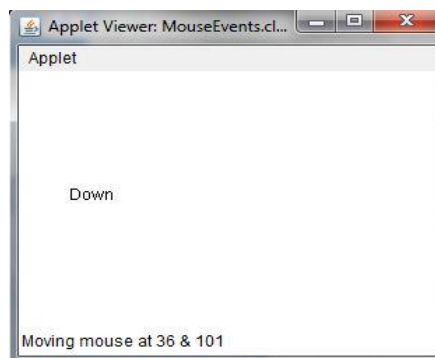 Applet Viewer: MouseEvents.cl...
Applet
Down
Moving mouse at 36 & 101